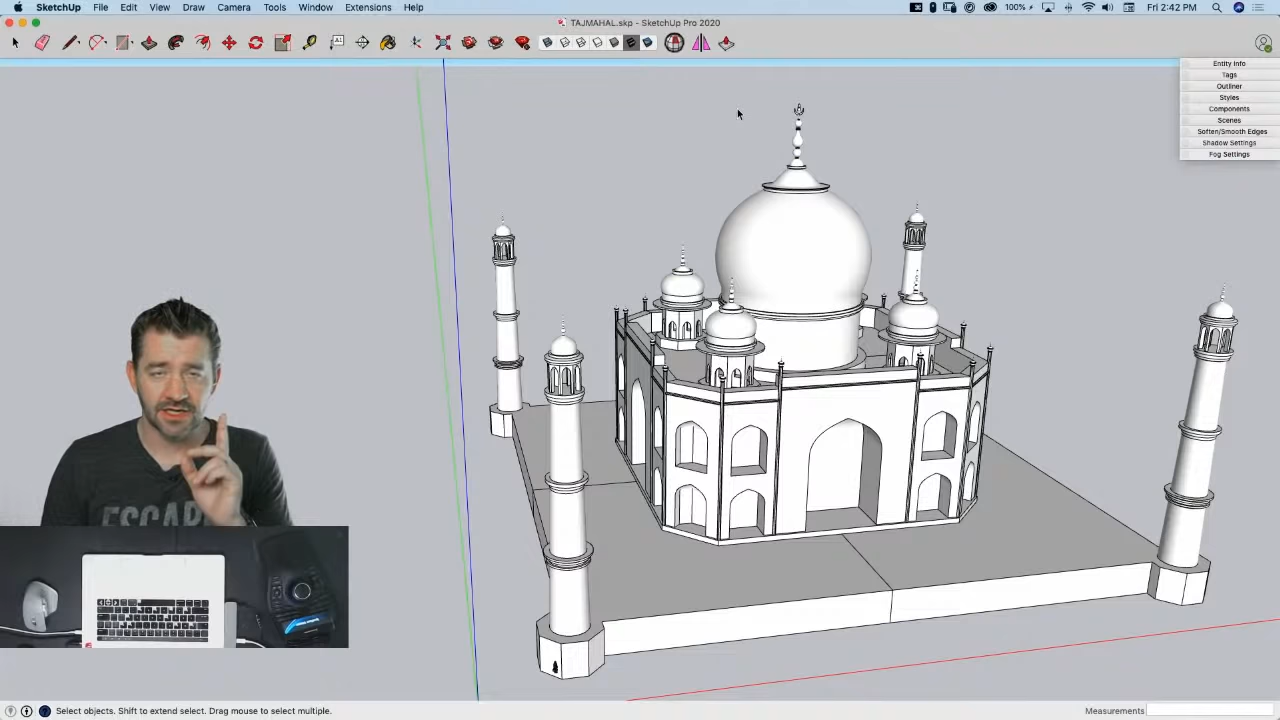 SketchUp File Edit View Draw Camera Tools Window Extensions Help 100% Fri 2:42 PM
TAJMAHAL.skp - SketchUp Pro 2020
Entity Info
Tags
Outliner
Styles
Components
Scenes
Soften/Smooth Edges
Shadow Settings
Fog Settings
ESCAP
Select objects. Shift to extend select. Drag mouse to select multiple. Measurements